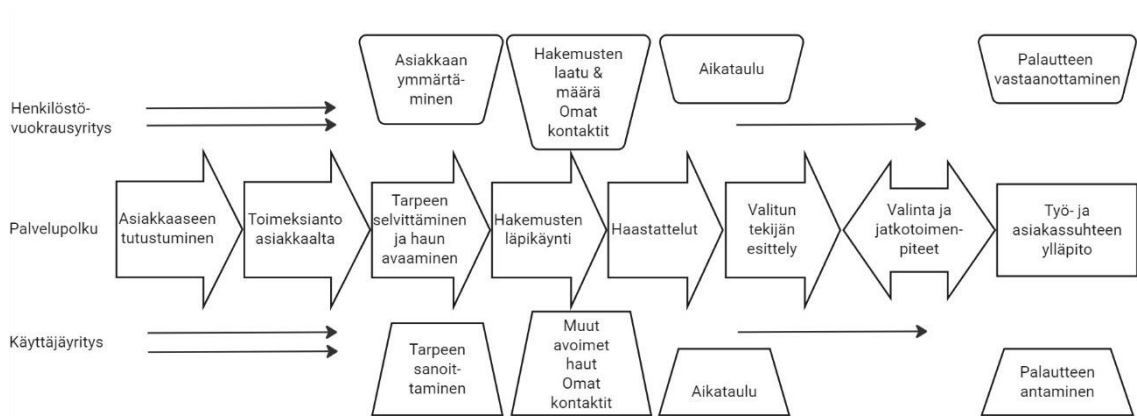 Asiakkaan
ymmärtä-
minen
Hakemusten
laatu &
määrä
Omat
kontaktit
Aikataulu
Palautteen
vastaanottaminen
Henkilöstö-
vuokrausyritys
Palvelupolku
Asiakkaaseen
tutustuminen
Toimeksianto
asiakkaalta
Tarpeen
selvittäminen
ja haun
avaaminen
Hakemusten
läpikäynti
Haastattelut
Valitun
tekijän
esittely
Valinta ja
jatkotoimen-
piteet
Työ- ja
asiakassuhteen
ylläpito
Käyttäjäyritys
Tarpeen
sanoit-
taminen
Muut
avoimet
haut
Omat
kontaktit
Aikataulu
Palautteen
antaminen